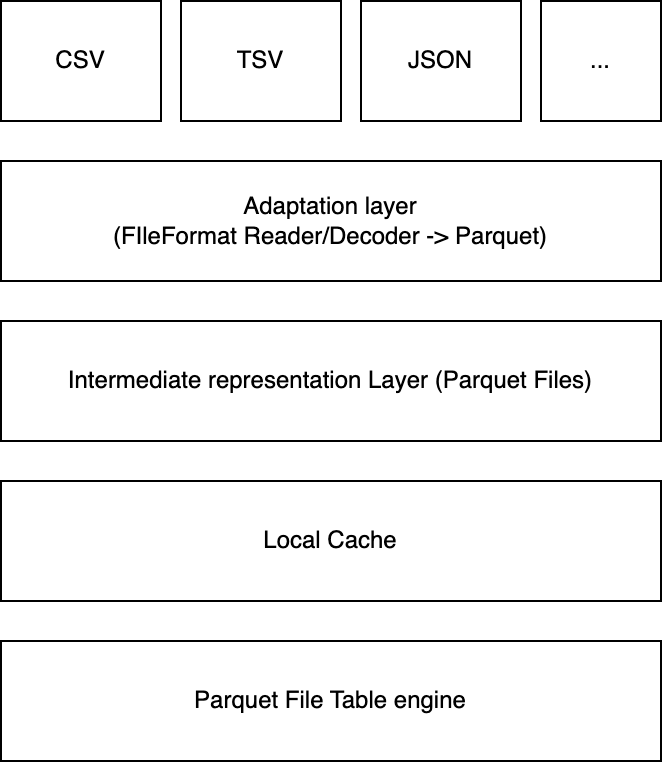 CSV
TSV
JSON
...
Adaptation layer
(FIleFormat Reader/Decoder -> Parquet)
Intermediate representation Layer (Parquet Files)
Local Cache
Parquet File Table engine